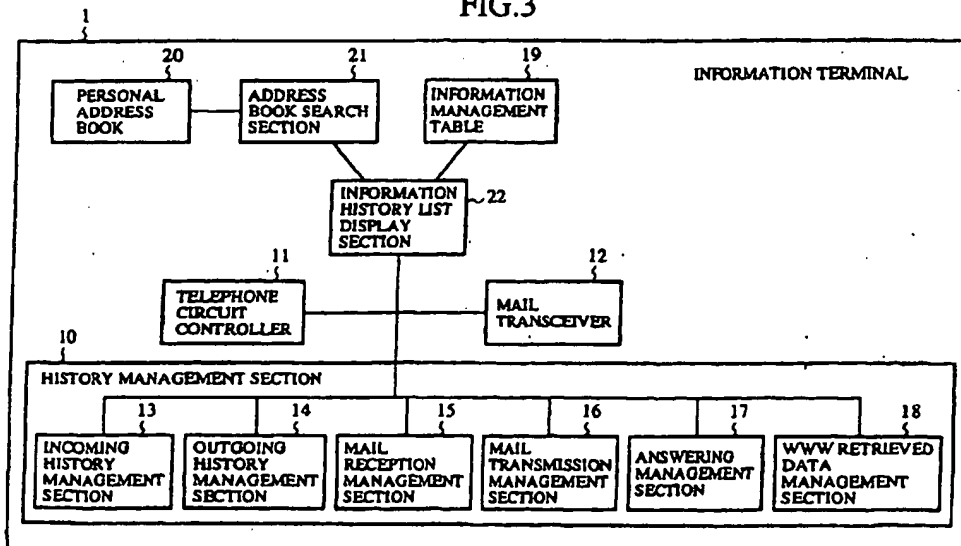 FIG.3
1
20
21
19
INFORMATION TERMINAL
PERSONAL
ADDRESS
BOOK
ADDRESS
BOOK SEARCH
SECTION
INFORMATION
MANAGEMENT
TABLE
INFORMATION
HISTORY LIST
DISPLAY
SECTION
22
11
12
TELEPHONE
CIRCUIT
CONTROLLER
MAIL
TRANSCEIVER
10
HISTORY MANAGEMENT SECTION
13
14
15
16
17
18
INCOMING
HISTORY
MANAGEMENT
SECTION
OUTGOING
HISTORY
MANAGEMENT
SECTION
MAIL
RECEPTION
MANAGEMENT
SECTION
MAIL
TRANSMISSION
MANAGEMENT
SECTION
ANSWERING
MANAGEMENT
SECTION
WWW RETRIEVED
DATA
MANAGEMENT
SECTION